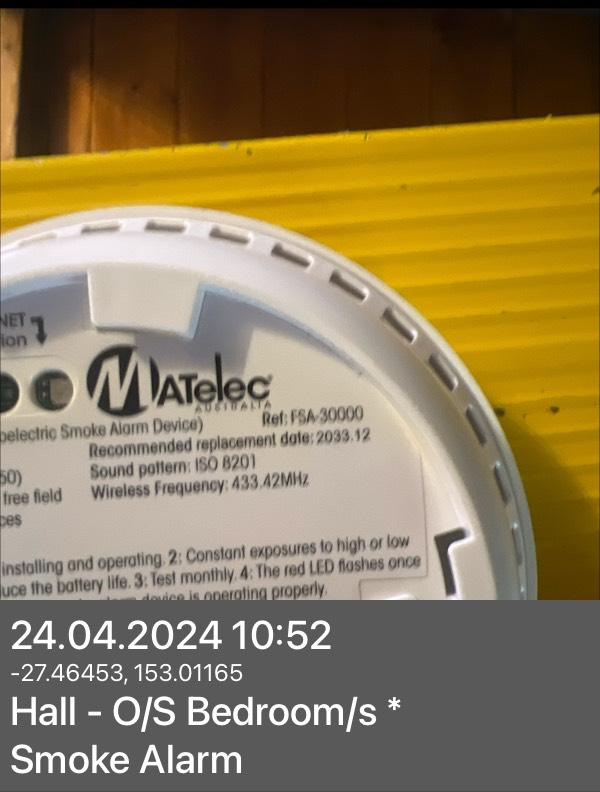 NET
ion
MATelec
AUSTRALIA
oelectric Smoke Alarm Device)
Ref: FSA-30000
Recommended replacement date: 2033.12
50)
Sound pattern: ISO 8201
free field
Wireless Frequency: 433.42MHz
ces
installing and operating. 2: Constant exposures to high or low
uce the battery life. 3: Test monthly. 4: The red LED flashes once
device is operating properly.
24.04.2024 10:52
-27.46453, 153.01165
Hall - O/S Bedroom/s *
Smoke Alarm